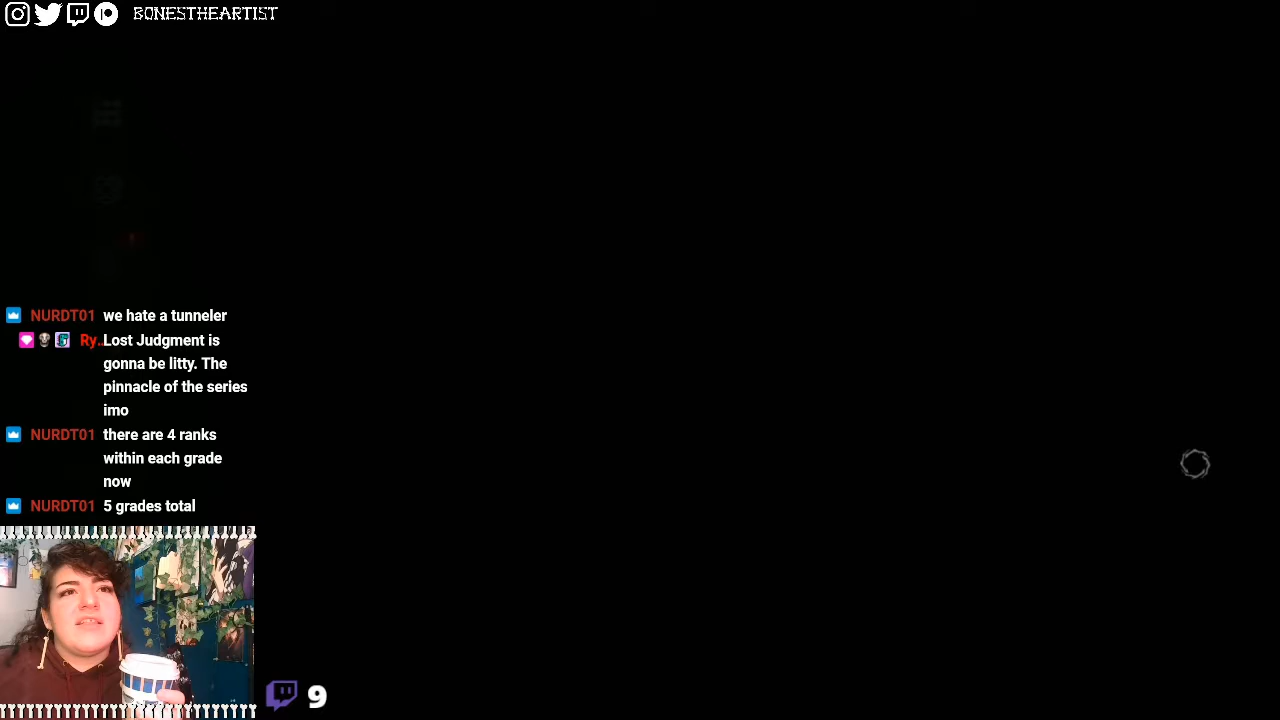 BONESTHEARTIST
NURDT01 we hate a tunneler
Ry.. Lost Judgment is
gonna be litty. The
pinnacle of the series
imo
NURDT01 there are 4 ranks
within each grade
now
NURDT01 5 grades total
9